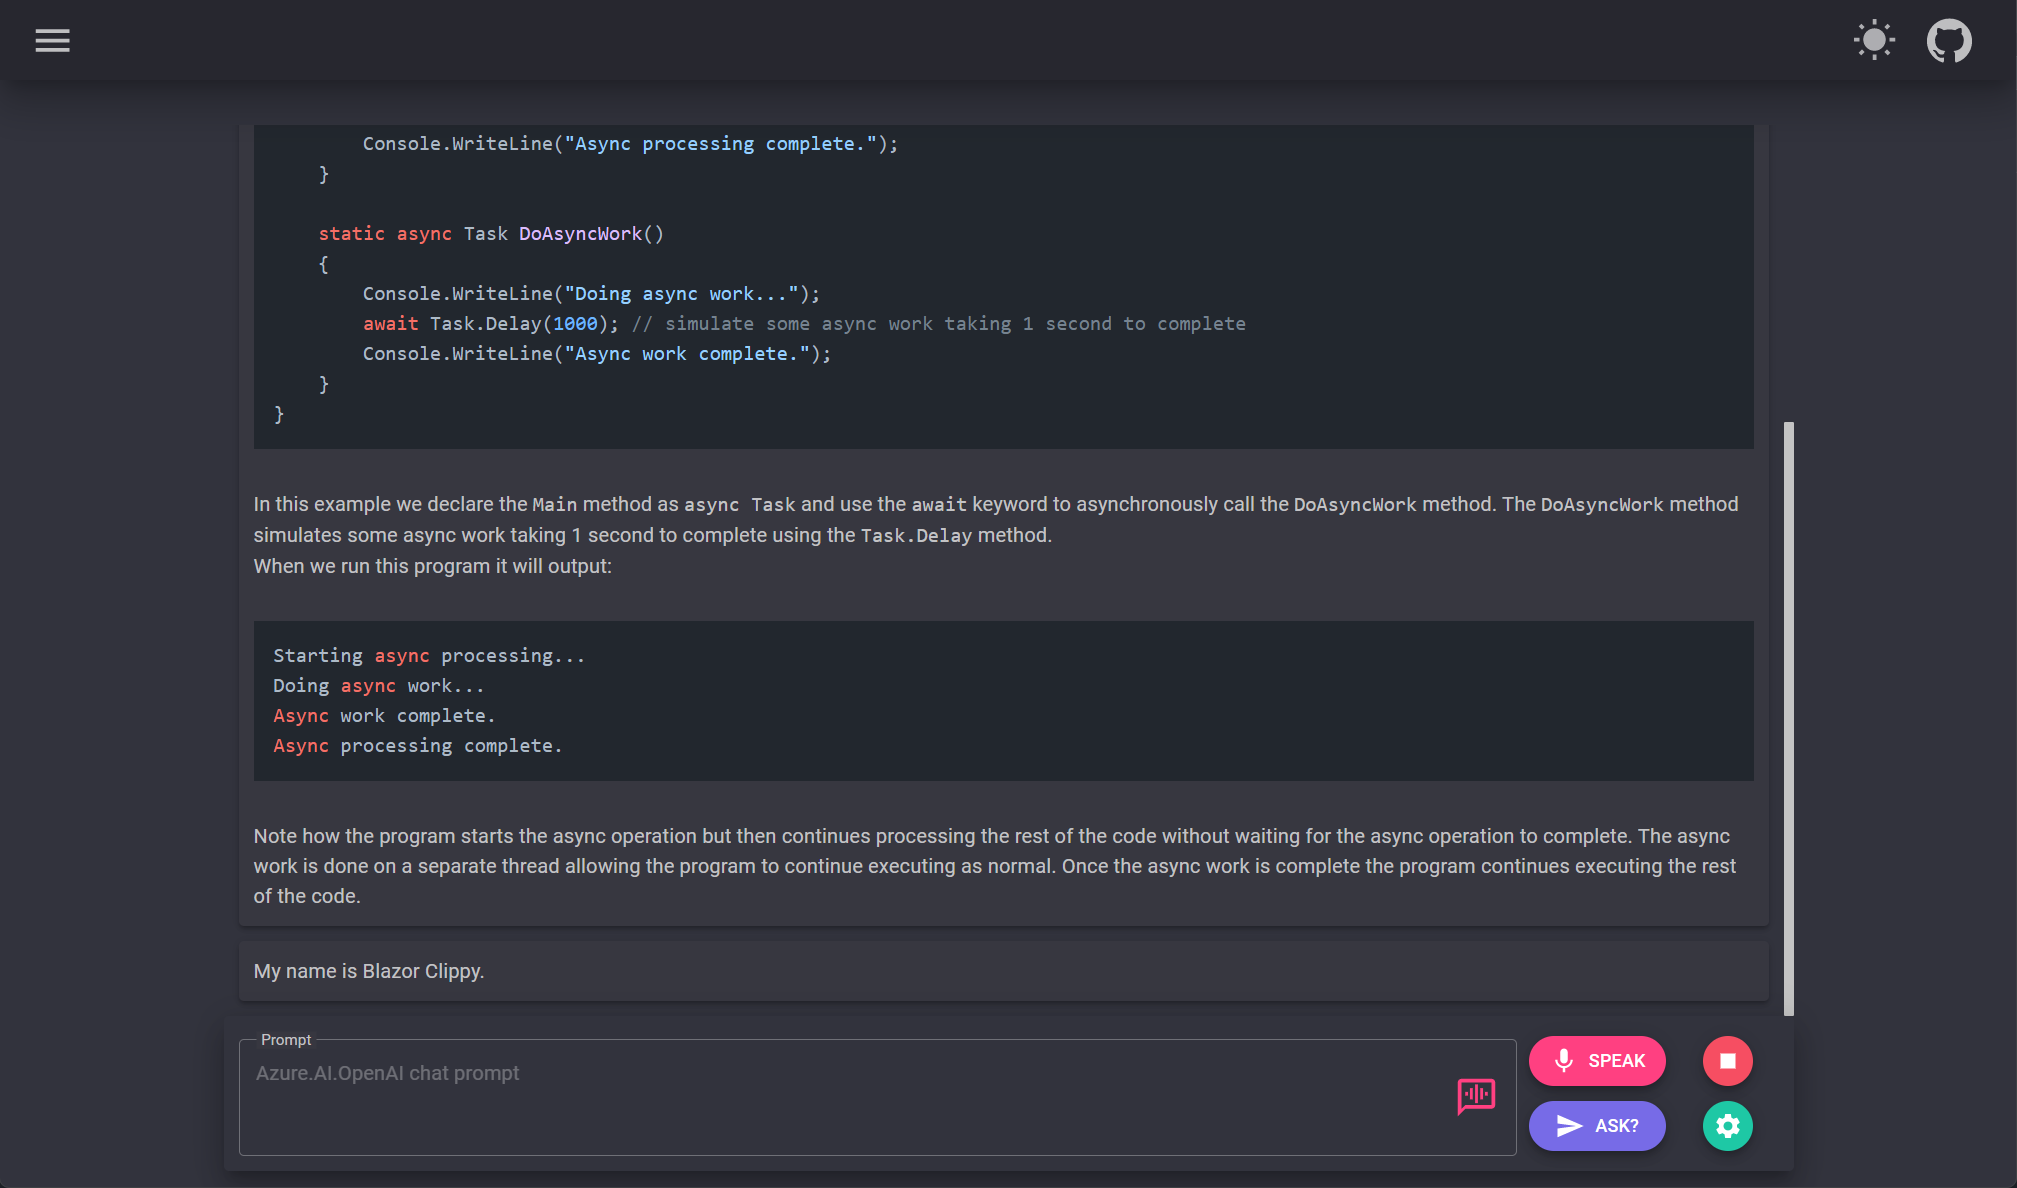 Console.WriteLine("Async processing complete.");
}
static async Task DoAsyncWork()
{
Console.WriteLine("Doing async work...");
await Task.Delay(1000); // simulate some async work taking 1 second to complete
Console.WriteLine("Async work complete.");
}
}
In this example we declare the Main method as async Task and use the await keyword to asynchronously call the DoAsyncWork method. The DoAsyncWork method
simulates some async work taking 1 second to complete using the Task.Delay method.
When we run this program it will output:
Starting async processing...
Doing async work...
Async work complete.
Async processing complete.
Note how the program starts the async operation but then continues processing the rest of the code without waiting for the async operation to complete. The async
work is done on a separate thread allowing the program to continue executing as normal. Once the async work is complete the program continues executing the rest
of the code.
My name is Blazor Clippy.
Prompt
Azure.AI.OpenAI chat prompt
SPEAK
ASK?